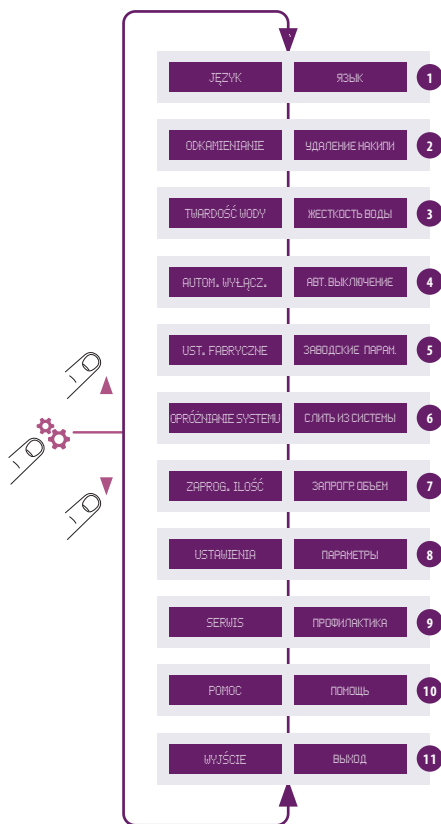 JĘZYK ЯЗЫК 1
ODKAMIENIANIE УДАЛЕНИЕ НАКИПИ 2
TWARDOŚĆ WODY ЖЕСТКОСТЬ ВОДЫ 3
AUTOM. WYŁĄCZ. АВТ. ВЫКЛЮЧЕНИЕ 4
UST. FABRYCZNE ЗАВОДСКИЕ ПАРАМ. 5
OPRÓŻNIANIE SYSTEMU СЛИТЬ ИЗ СИСТЕМЫ 6
ZAPROG. ILOŚĆ ЗАПРОГР. ОБЪЕМ 7
USTAWIENIA ПАРАМЕТРЫ 8
SERWIS ПРОФИЛАКТИКА 9
POMOC ПОМОЩЬ 10
WYJŚCIE ВЫХОД 11